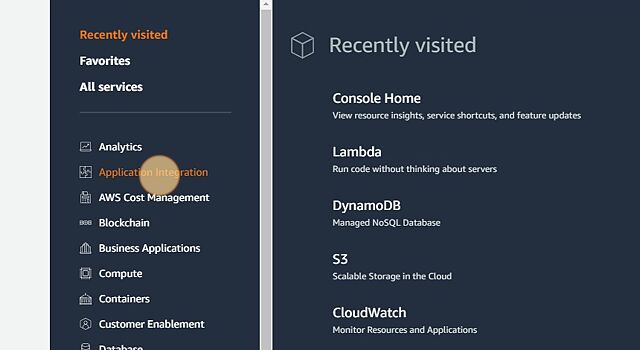 Recently visited
Favorites
All services
Analytics
Application Integration
AWS Cost Management
Blockchain
Business Applications
Compute
Containers
Customer Enablement
Database
Recently visited
Console Home
View resource insights, service shortcuts, and feature updates
Lambda
Run code without thinking about servers
DynamoDB
Managed NoSQL Database
S3
Scalable Storage in the Cloud
CloudWatch
Monitor Resources and Applications